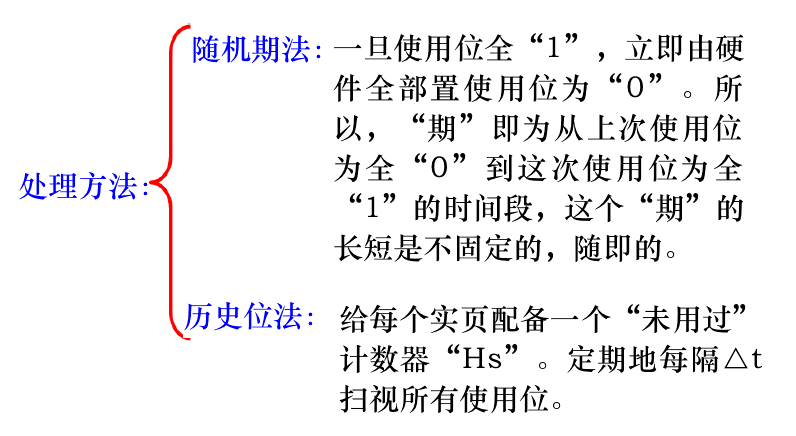 处理方法：
随机期法：
一旦使用位全“1”，立即由硬
件全部置使用位为“0”。所
以，“期”即为从上次使用位
为全“0”到这次使用位为全
“1”的时间段，这个“期”的
长短是不固定的，随即的。
历史位法：
给每个实页配备一个“未用过”
计数器“Hs”。定期地每隔△t
扫视所有使用位。